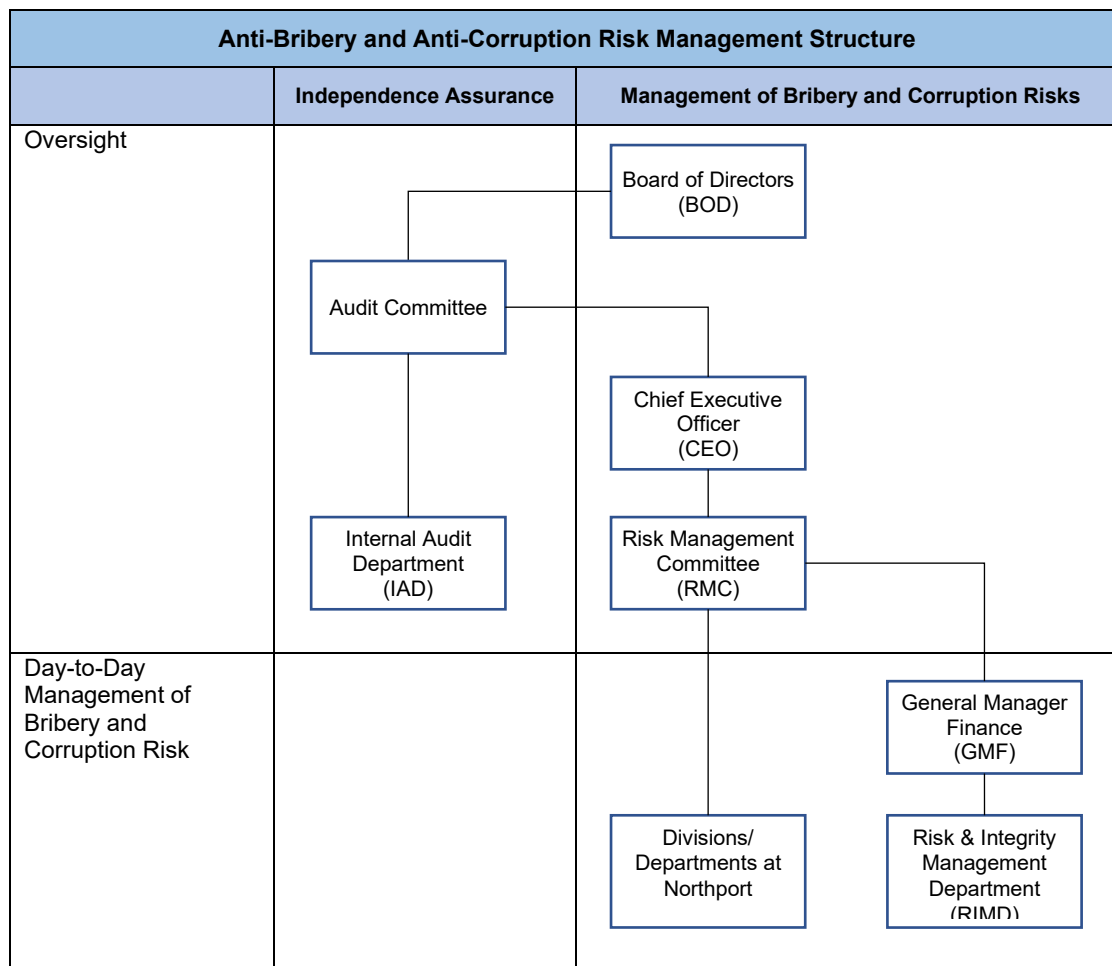 Anti-Bribery and Anti-Corruption Risk Management Structure
Independence Assurance
Management of Bribery and Corruption Risks
Oversight
Board of Directors
(BOD)
Audit Committee
Chief Executive
Officer
(CEO)
Internal Audit
Department
(IAD)
Risk Management
Committee
(RMC)
Day-to-Day
Management of
Bribery and
Corruption Risk
General Manager
Finance
(GMF)
Divisions/
Departments at
Northport
Risk & Integrity
Management
Department
(RIMD)